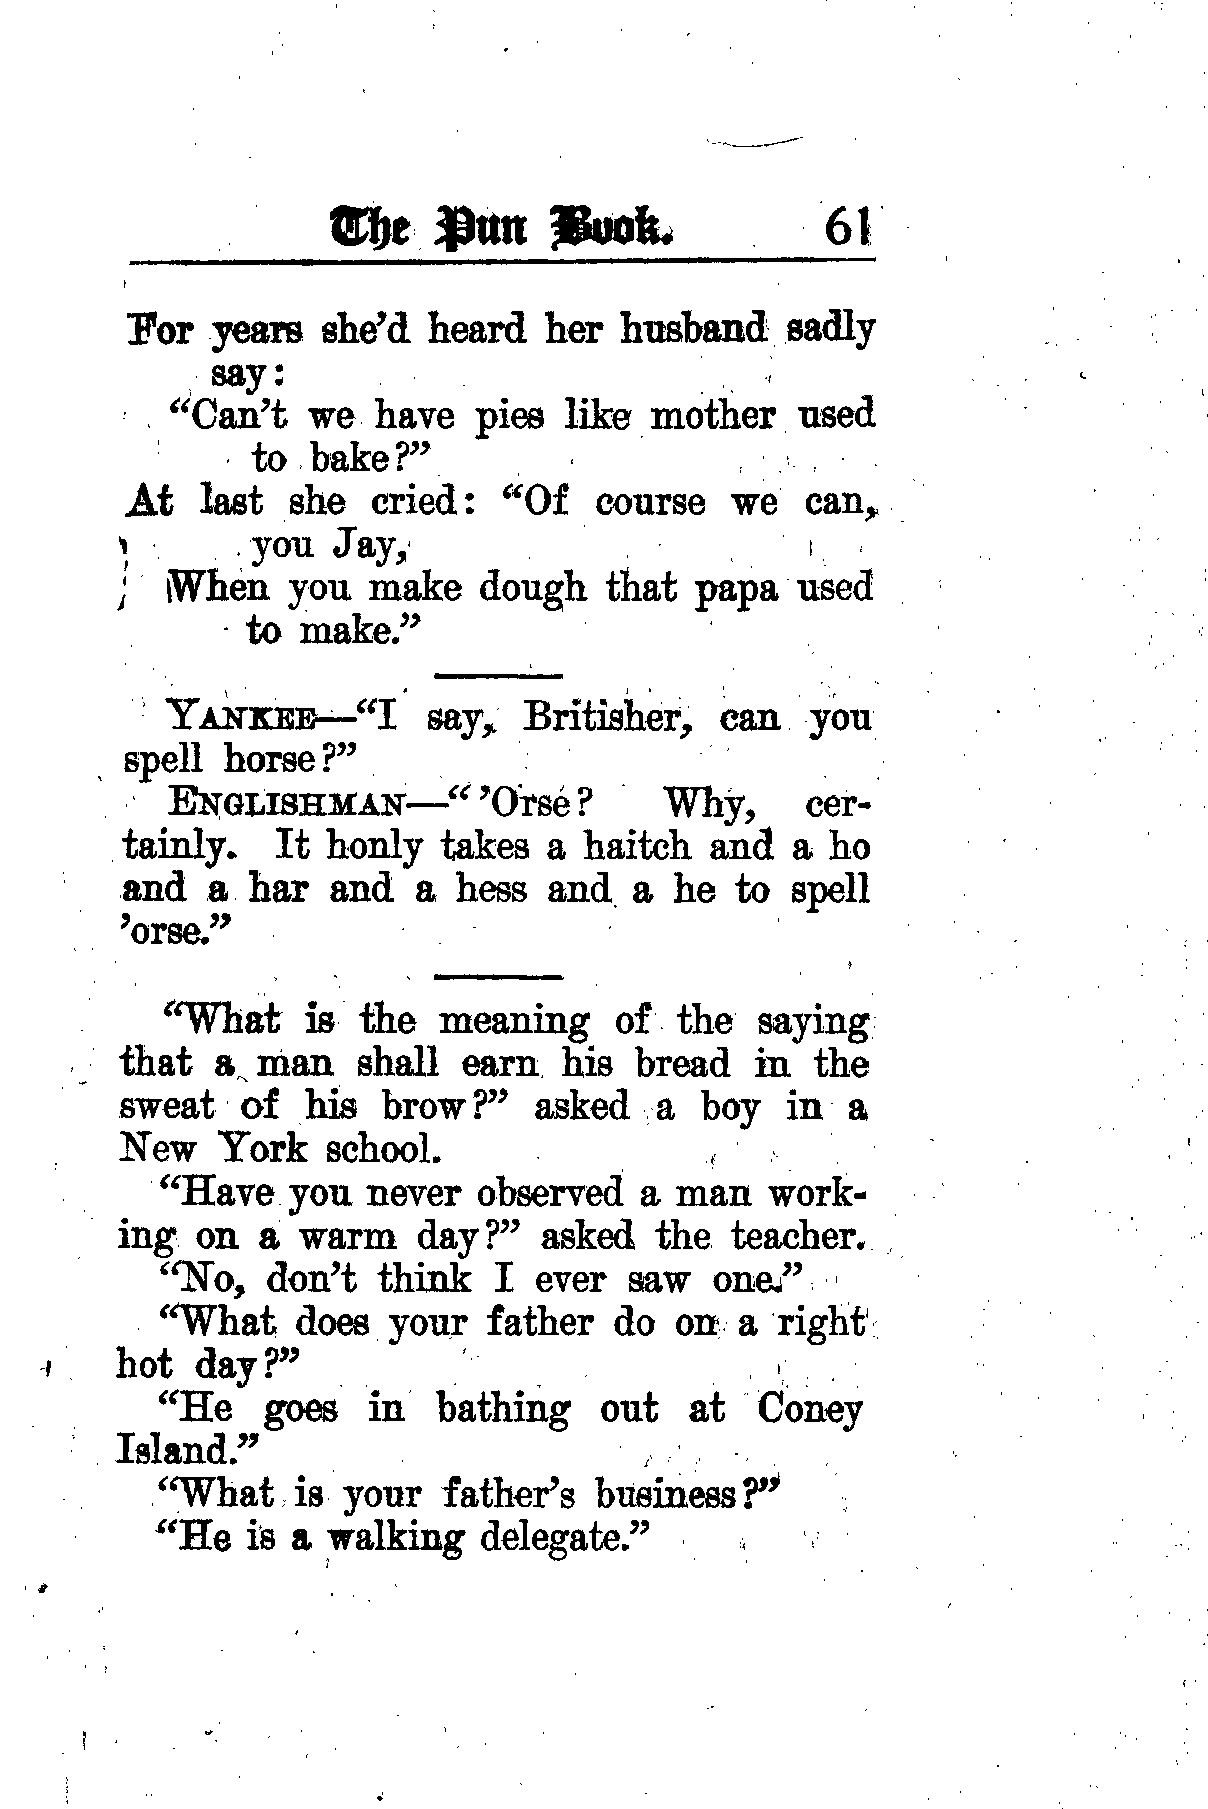 The Pun Book. 61
For years she'd heard her husband sadly
say:
"Can't we have pies like mother used
to bake?"
At last she cried: "Of course we can,
you Jay,
When you make dough that papa used
to make."
YANKEE—"I say, Britisher, can you
spell horse?"
ENGLISHMAN—" 'Orse? Why, cer-
tainly. It honly takes a haitch and a ho
and a har and a hess and a he to spell
'orse."
"What is the meaning of the saying
that a man shall earn his bread in the
sweat of his brow?" asked a boy in a
New York school.
"Have you never observed a man work-
ing on a warm day?" asked the teacher.
"No, don't think I ever saw one."
"What does your father do on a right
hot day?"
"He goes in bathing out at Coney
Island."
"What is your father's business?"
"He is a walking delegate."